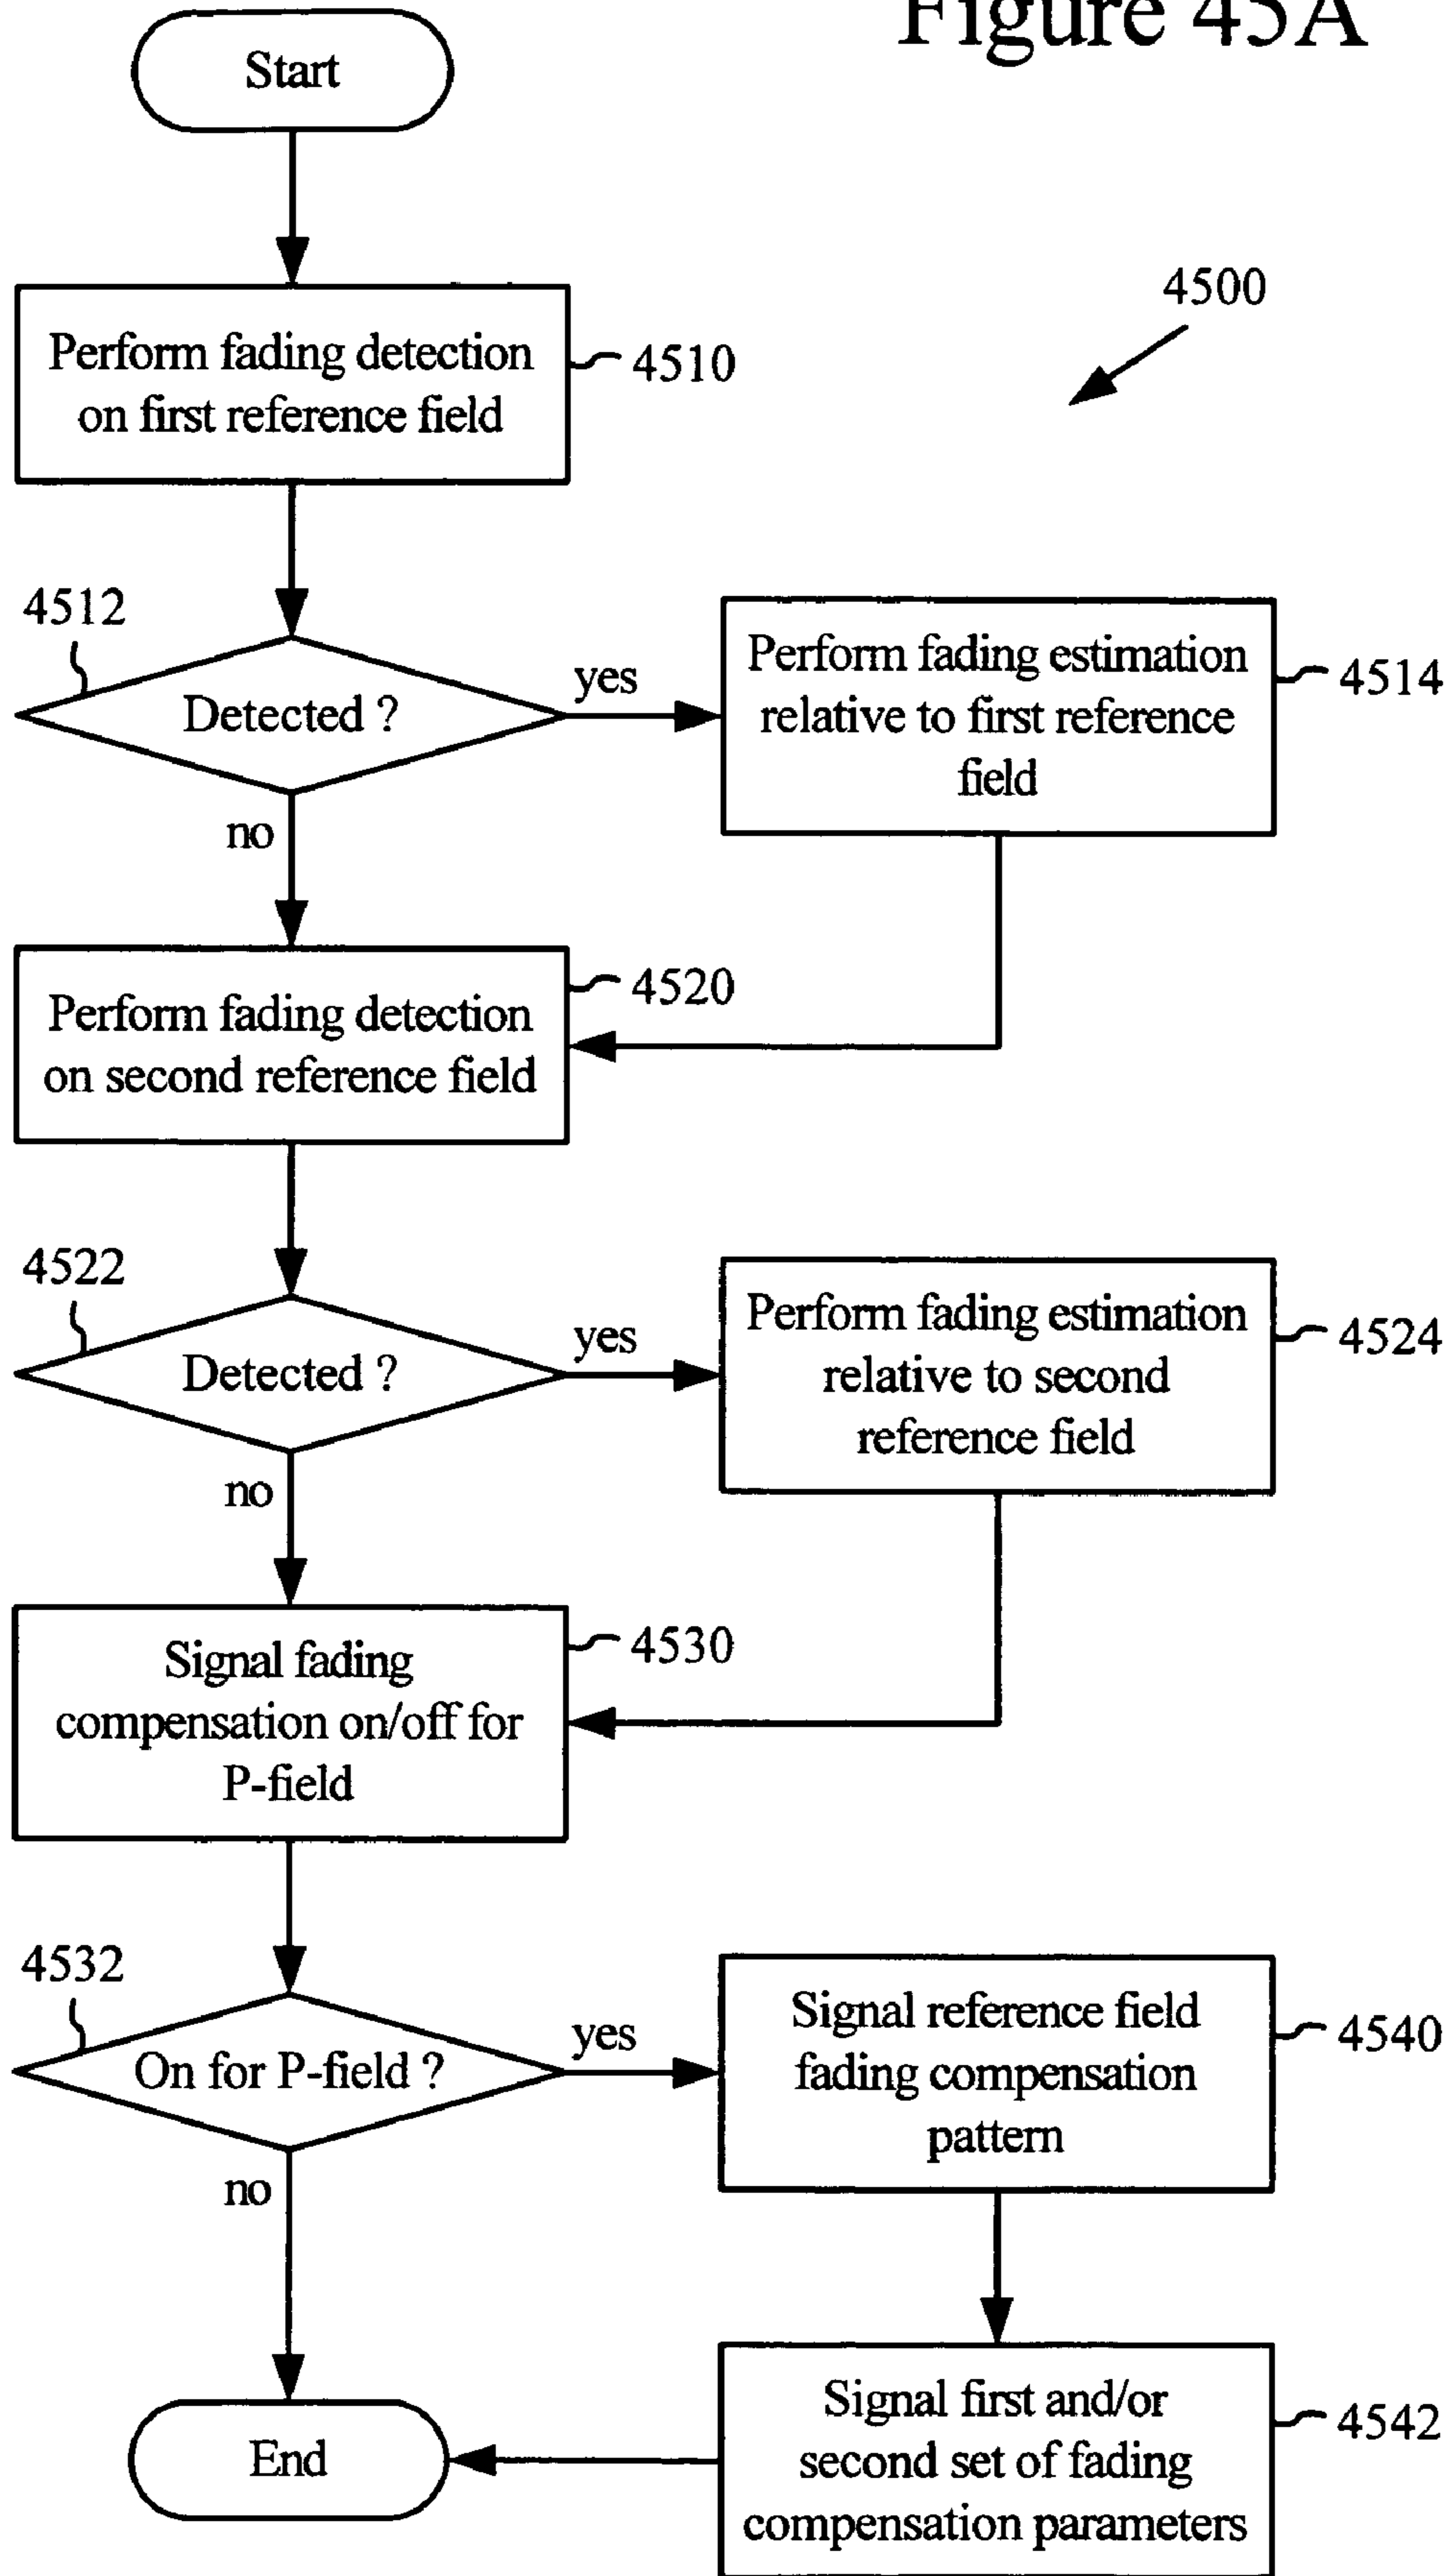 Figure 45A
Start
4500
Perform fading detection
on first reference field
4510
4512
Detected ?
yes
no
Perform fading estimation
relative to first reference
field
4514
Perform fading detection
on second reference field
4520
4522
Detected ?
yes
no
Perform fading estimation
relative to second
reference field
4524
Signal fading
compensation on/off for
P-field
4530
4532
On for P-field ?
yes
no
Signal reference field
fading compensation
pattern
4540
Signal first and/or
second set of fading
compensation parameters
4542
End